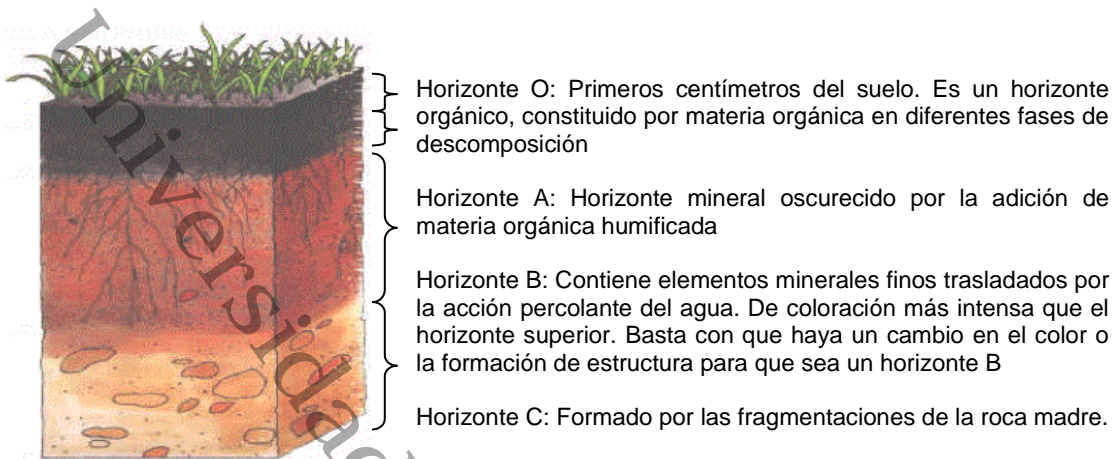 Horizonte O: Primeros centímetros del suelo. Es un horizonte
orgánico, constituido por materia orgánica en diferentes fases de
descomposición
Horizonte A: Horizonte mineral oscurecido por la adición de
materia orgánica humificada
Horizonte B: Contiene elementos minerales finos trasladados por
la acción percolante del agua. De coloración más intensa que el
horizonte superior. Basta con que haya un cambio en el color o
la formación de estructura para que sea un horizonte B
Horizonte C: Formado por las fragmentaciones de la roca madre.
Universidad